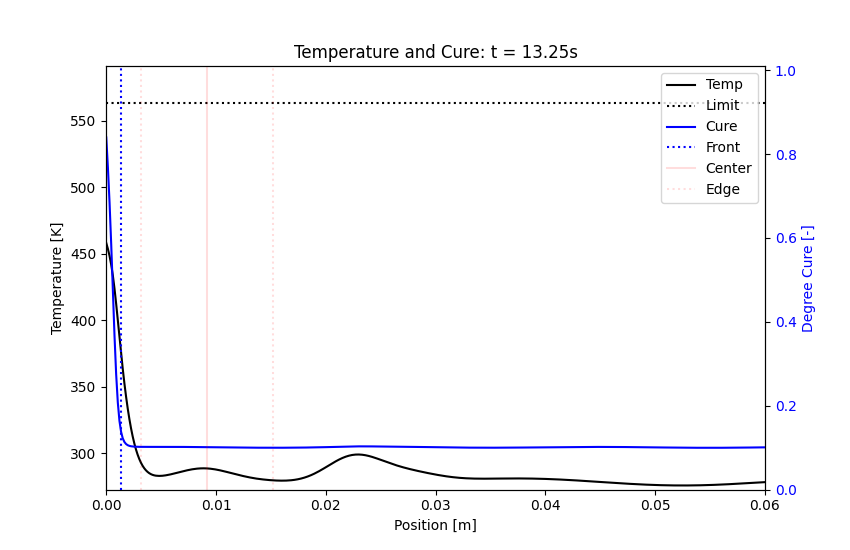 Temperature and Cure: t = 13.25s
Temperature [K]
550
500
450
400
350
300
0.00
0.01
0.02
0.03
0.04
0.05
0.06
Position [m]
1.0
0.8
0.6
0.4
0.2
0.0
Degree Cure [-]
Temp
Limit
Cure
Front
Center
Edge